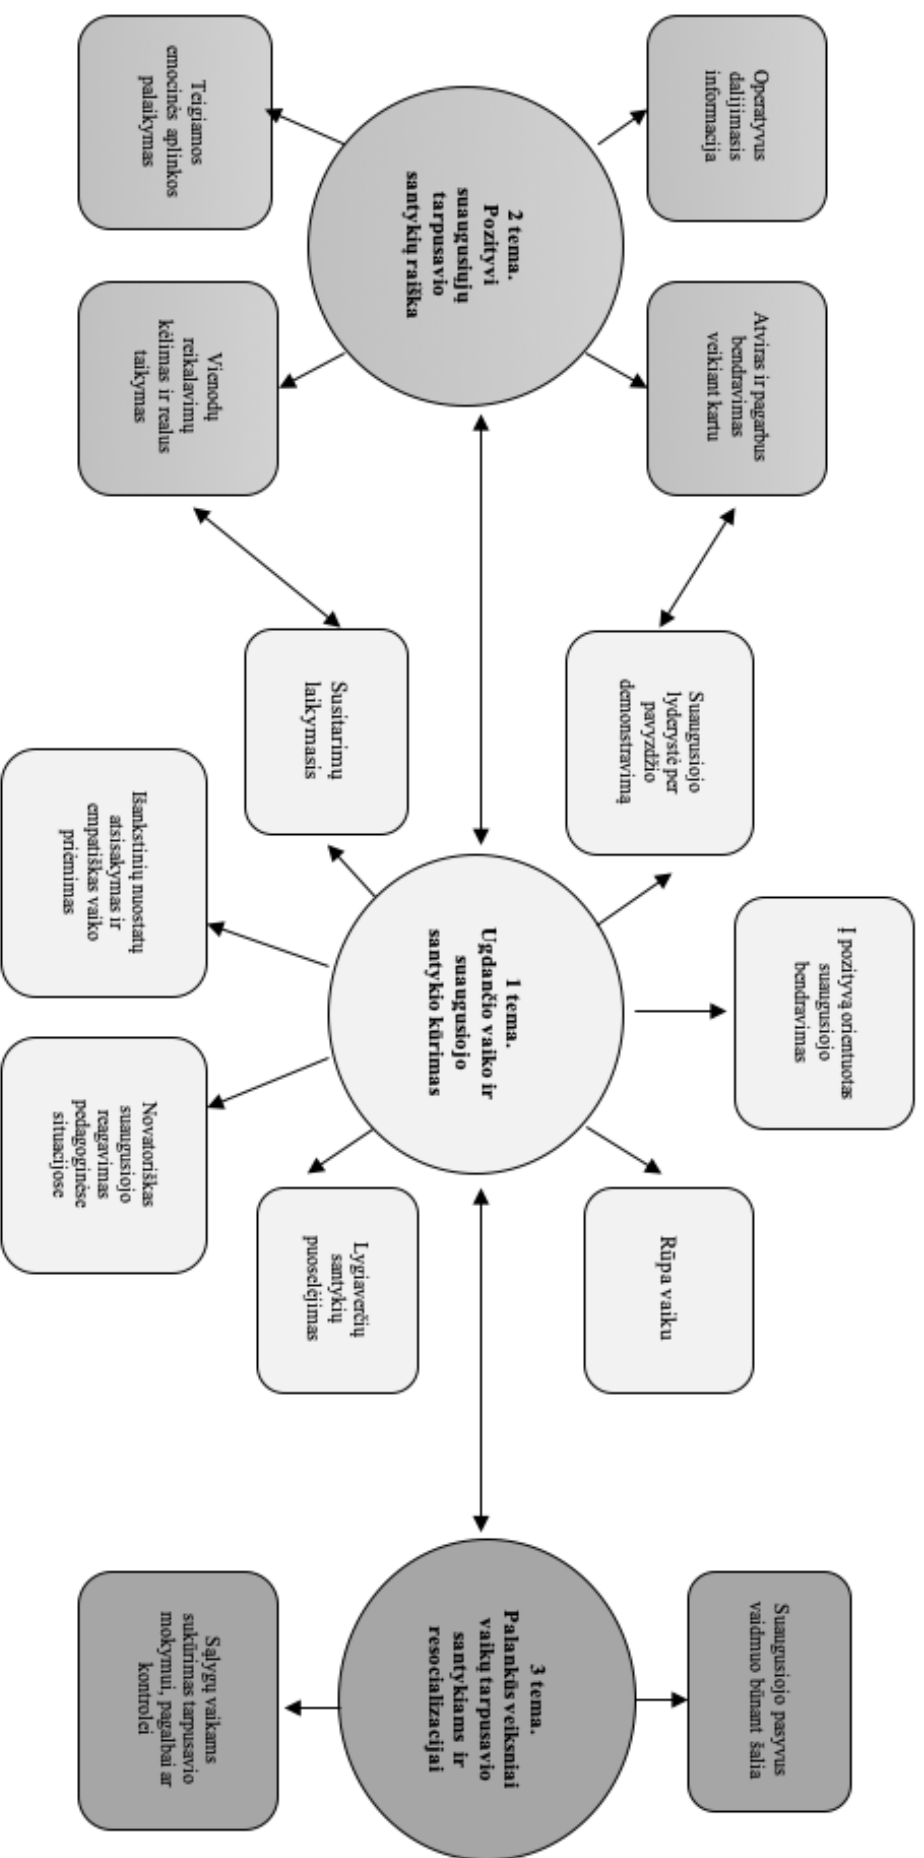 Operatyvus
dalijimasis
informacija
Atviras ir pagarbus
bendravimas
veikiant kartu
2 tema.
Pozityvi
suaugusiųjų
tarpusavio
santykių raiška
Teigiamos
emocinės aplinkos
palaikymas
Vienodų
reikalavimų
kėlimas ir realus
taikymas
Suaugusiojo
lyderystė per
pavyzdžio
demonstravimą
Į pozityvą orientuotas
suaugusiojo
bendravimas
Rūpa vaiku
1 tema.
Ugdančio vaiko ir
suaugusiojo
santykio kūrimas
Susitarimų
laikymasis
Išankstinių nuostatų
atsisakymas ir
empatiškas vaiko
priėmimas
Novatoriškas
suaugusiojo
reagavimas
pedagoginėse
situacijose
Lygiaverčių
santykių
puoselėjimas
Suaugusiojo pasyvus
vaidmuo būnant šalia
3 tema.
Palankūs veiksniai
vaikų tarpusavio
santykiams ir
resocializacijai
Sąlygų vaikams
sukūrimas tarpusavio
mokymui, pagalbai ar
kontrolei